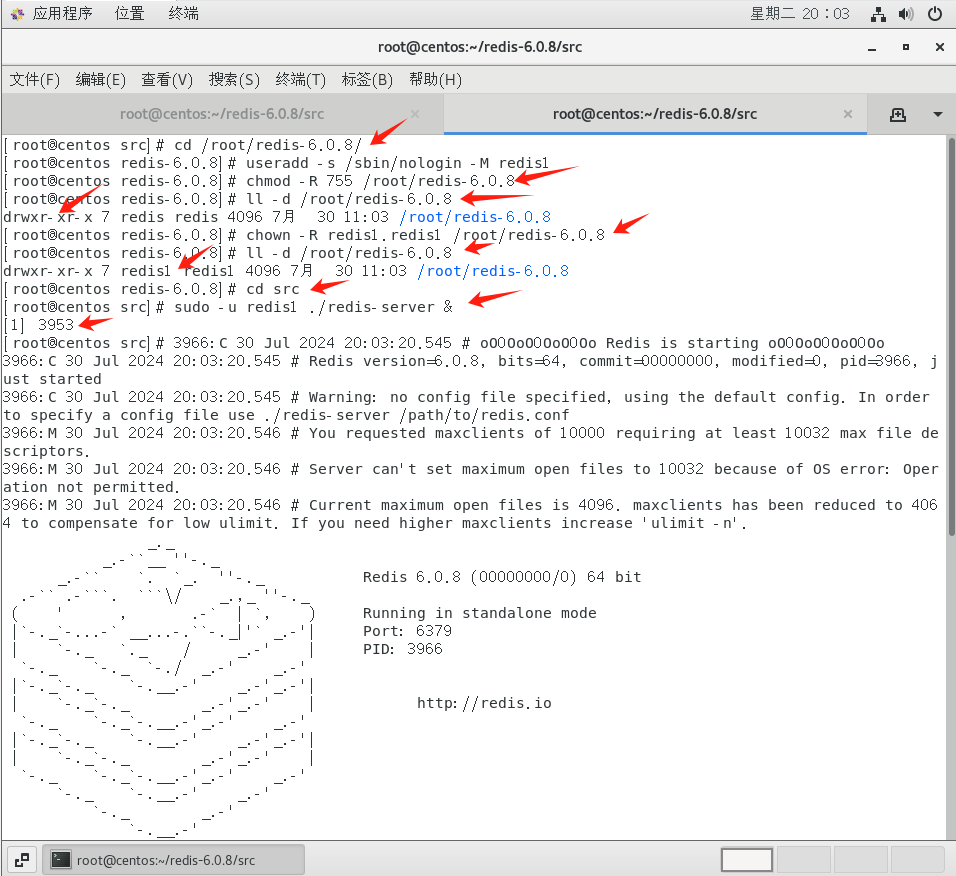 应用程序 位置 终端 星期二 20：03
root@centos:~/redis-6.0.8/src
文件(F) 编辑(E) 查看(V) 搜索(S) 终端(T) 标签(B) 帮助(H)
root@centos:~/redis-6.0.8/src × root@centos:~/redis-6.0.8/src ×
[root@centos src]# cd /root/redis-6.0.8/
[root@centos redis-6.0.8]# useradd -s /sbin/nologin -M redis1
[root@centos redis-6.0.8]# chmod -R 755 /root/redis-6.0.8
[root@centos redis-6.0.8]# ll -d /root/redis-6.0.8
drwxr-xr-x 7 redis redis 4096 7月 30 11:03 /root/redis-6.0.8
[root@centos redis-6.0.8]# chown -R redis1.redis1 /root/redis-6.0.8
[root@centos redis-6.0.8]# ll -d /root/redis-6.0.8
drwxr-xr-x 7 redis1 redis1 4096 7月 30 11:03 /root/redis-6.0.8
[root@centos redis-6.0.8]# cd src
[root@centos src]# sudo -u redis1 ./redis-server &
[1] 3953
[root@centos src]# 3966:C 30 Jul 2024 20:03:20.545 # oO0OoO0OoO0Oo Redis is starting oO0OoO0OoO0Oo
3966:C 30 Jul 2024 20:03:20.545 # Redis version=6.0.8, bits=64, commit=00000000, modified=0, pid=3966, j
ust started
3966:C 30 Jul 2024 20:03:20.545 # Warning: no config file specified, using the default config. In order
to specify a config file use ./redis-server /path/to/redis.conf
3966:M 30 Jul 2024 20:03:20.546 # You requested maxclients of 10000 requiring at least 10032 max file de
scriptors.
3966:M 30 Jul 2024 20:03:20.546 # Server can't set maximum open files to 10032 because of OS error: Oper
ation not permitted.
3966:M 30 Jul 2024 20:03:20.546 # Current maximum open files is 4096. maxclients has been reduced to 406
4 to compensate for low ulimit. If you need higher maxclients increase 'ulimit -n'.
Redis 6.0.8 (00000000/0) 64 bit
Running in standalone mode
Port: 6379
PID: 3966
http://redis.io
root@centos:~/redis-6.0.8/src